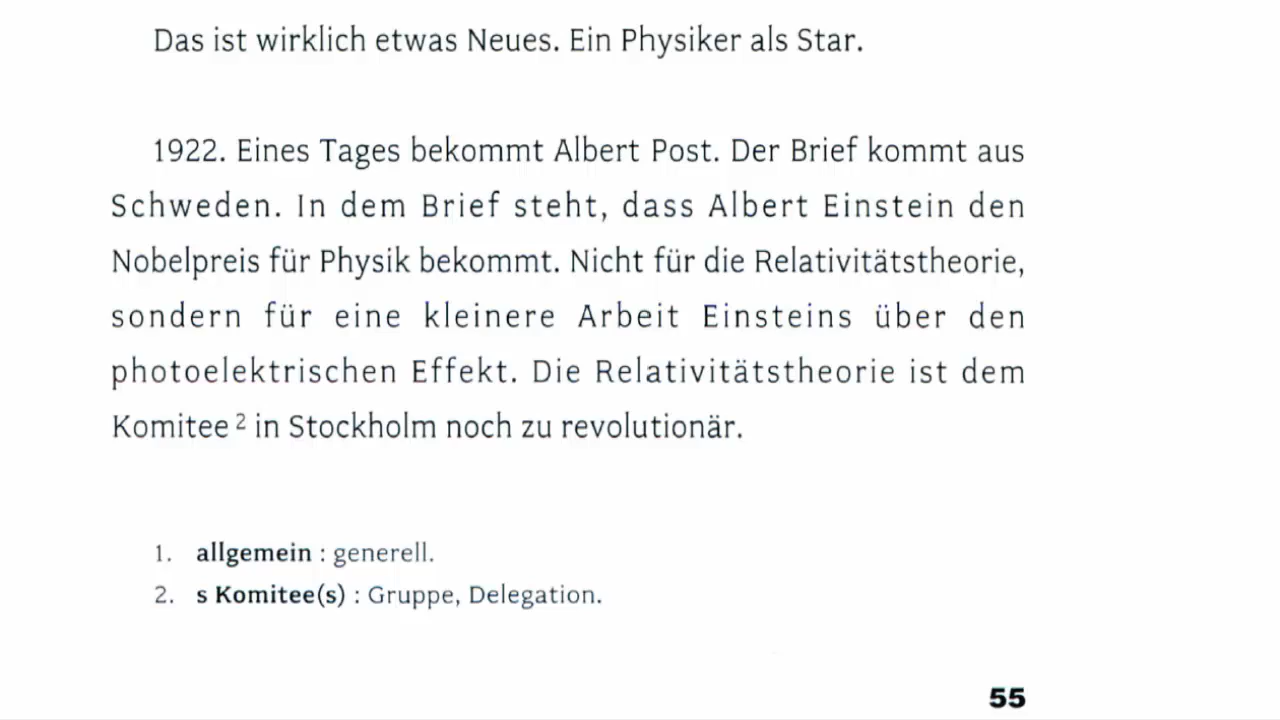 Das ist wirklich etwas Neues. Ein Physiker als Star.
1922. Eines Tages bekommt Albert Post. Der Brief kommt aus
Schweden. In dem Brief steht, dass Albert Einstein den
Nobelpreis für Physik bekommt. Nicht für die Relativitätstheorie,
sondern für eine kleinere Arbeit Einsteins über den
photoelektrischen Effekt. Die Relativitätstheorie ist dem
Komitee ² in Stockholm noch zu revolutionär.
1. allgemein : generell.
2. s Komitee(s) : Gruppe, Delegation.
55